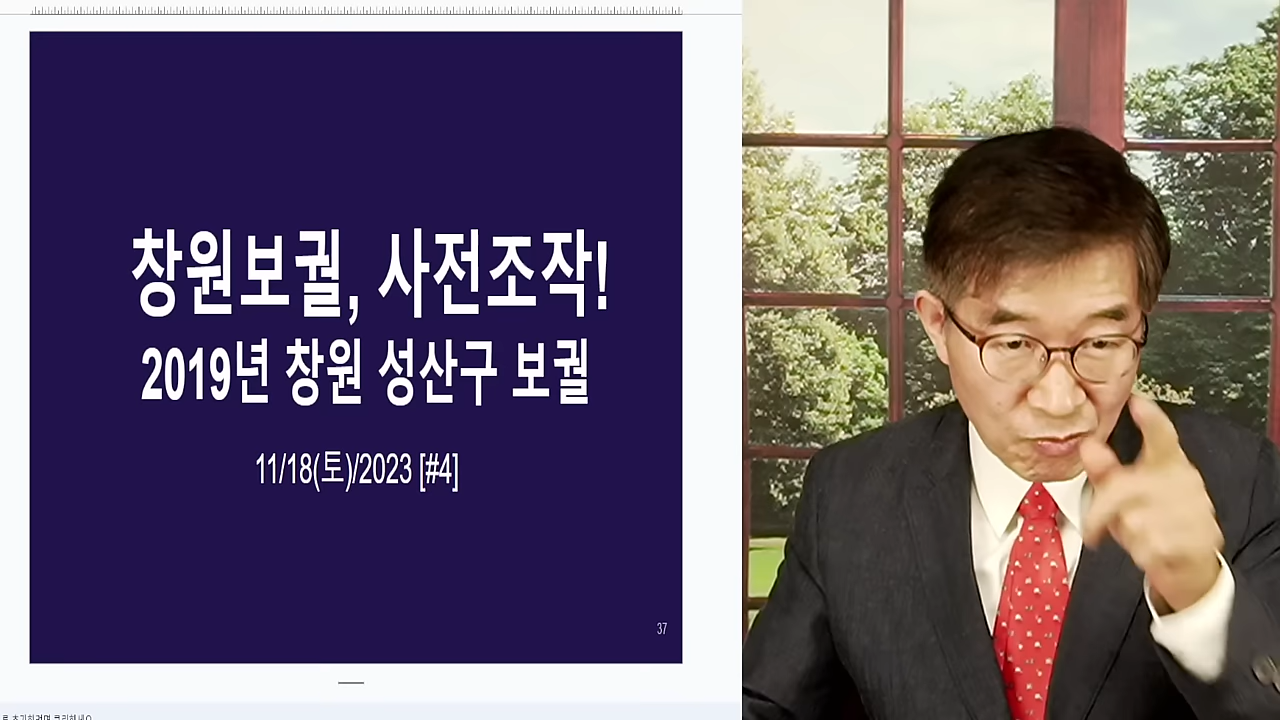 창원보궐, 사전조작!
2019년 창원 성산구 보궐
11/18(토)/2023 [#4]
37